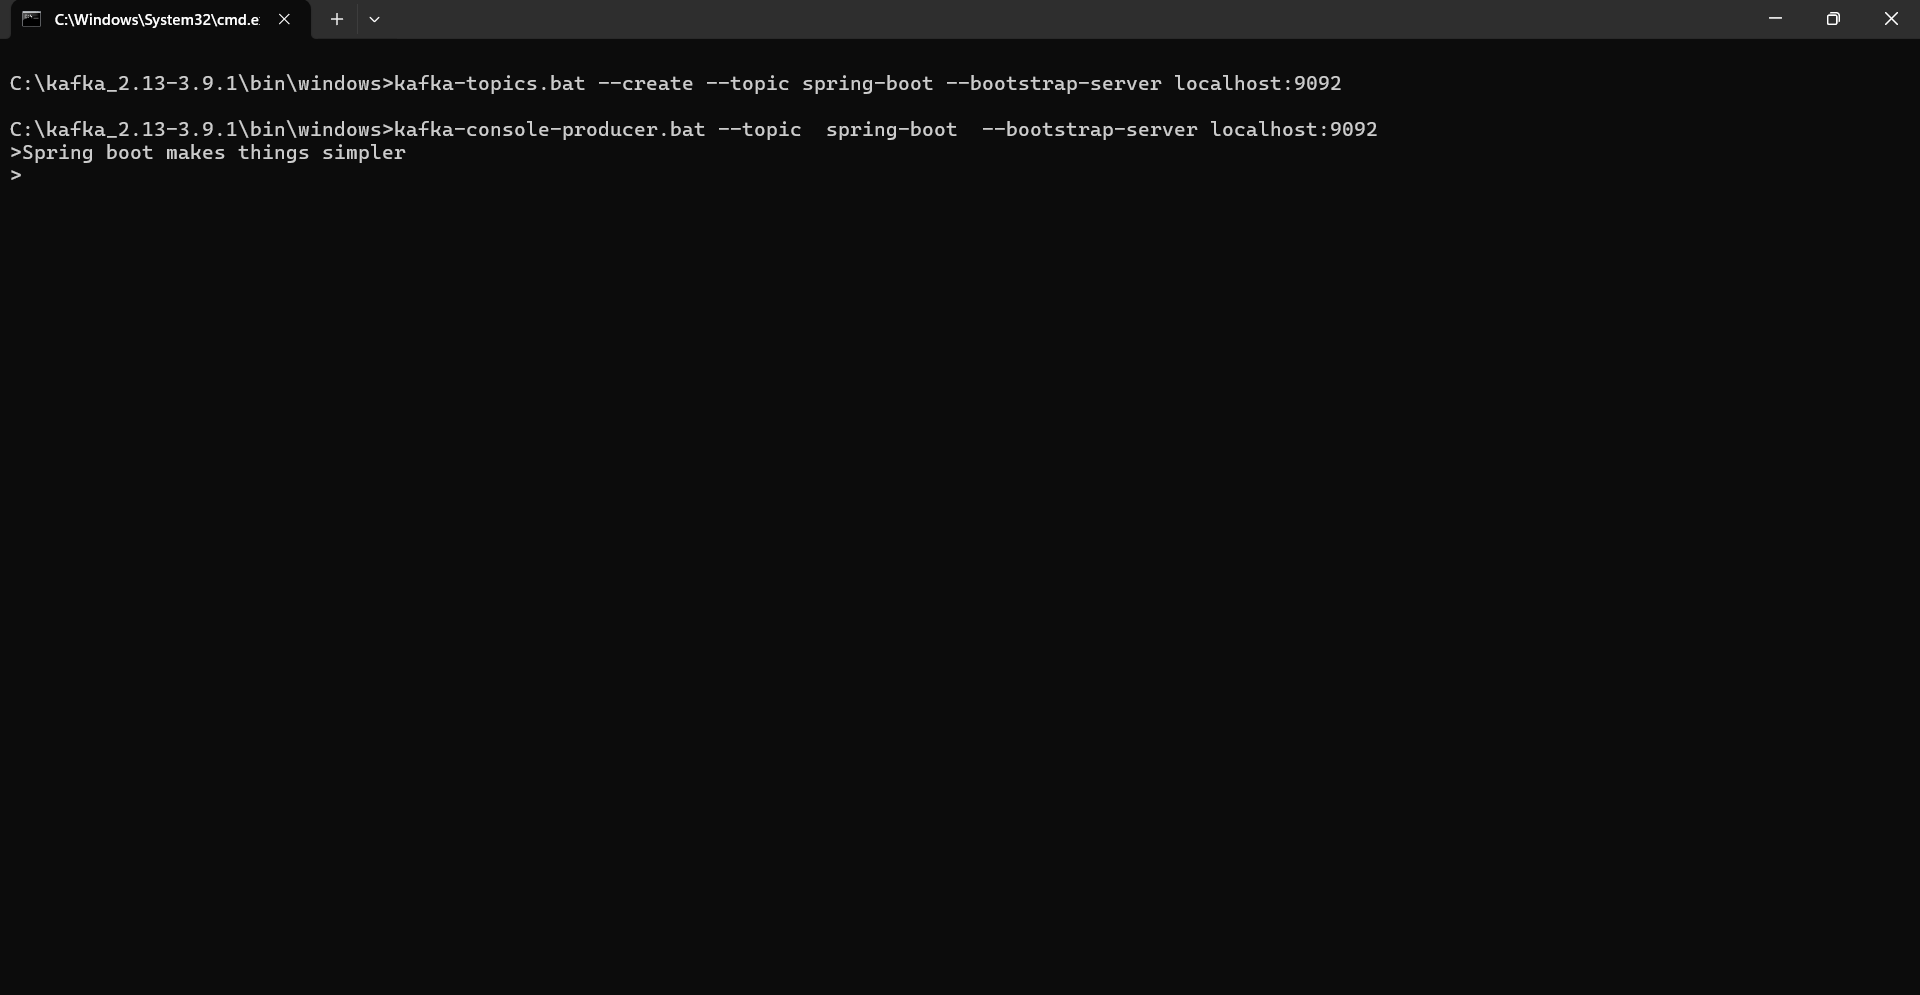 C:\Windows\System32\cmd.e
C:\kafka_2.13-3.9.1\bin\windows>kafka-topics.bat --create --topic spring-boot --bootstrap-server localhost:9092
C:\kafka_2.13-3.9.1\bin\windows>kafka-console-producer.bat --topic  spring-boot  --bootstrap-server localhost:9092
>Spring boot makes things simpler
>